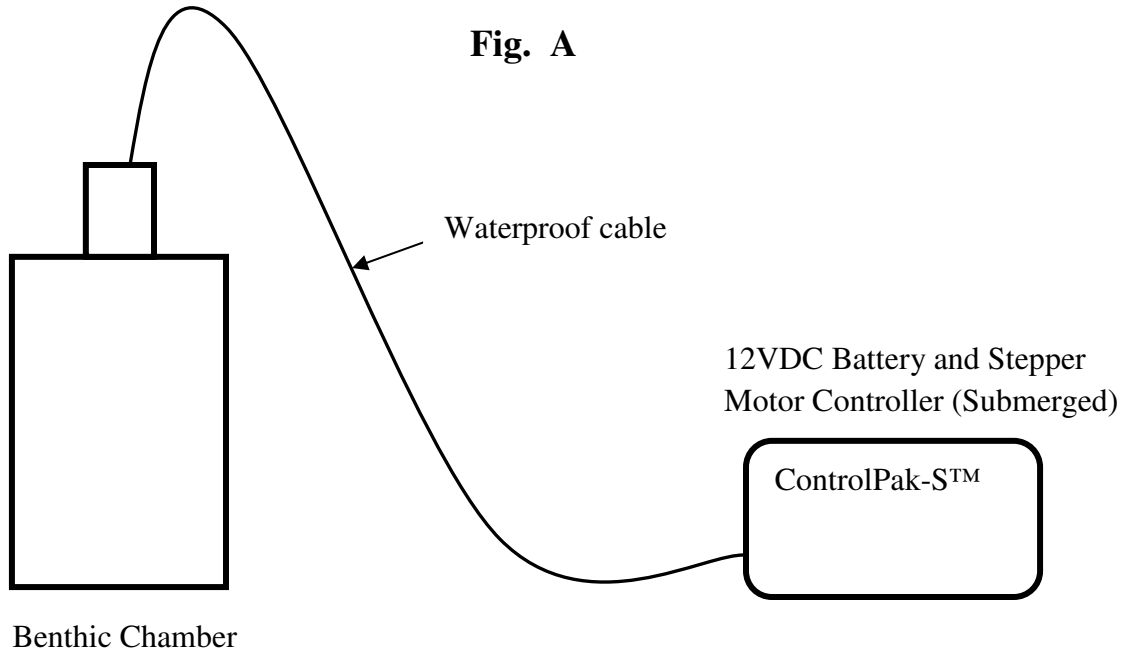 Fig. A
Waterproof cable
12VDC Battery and Stepper
Motor Controller (Submerged)
ControlPak-S™
Benthic Chamber